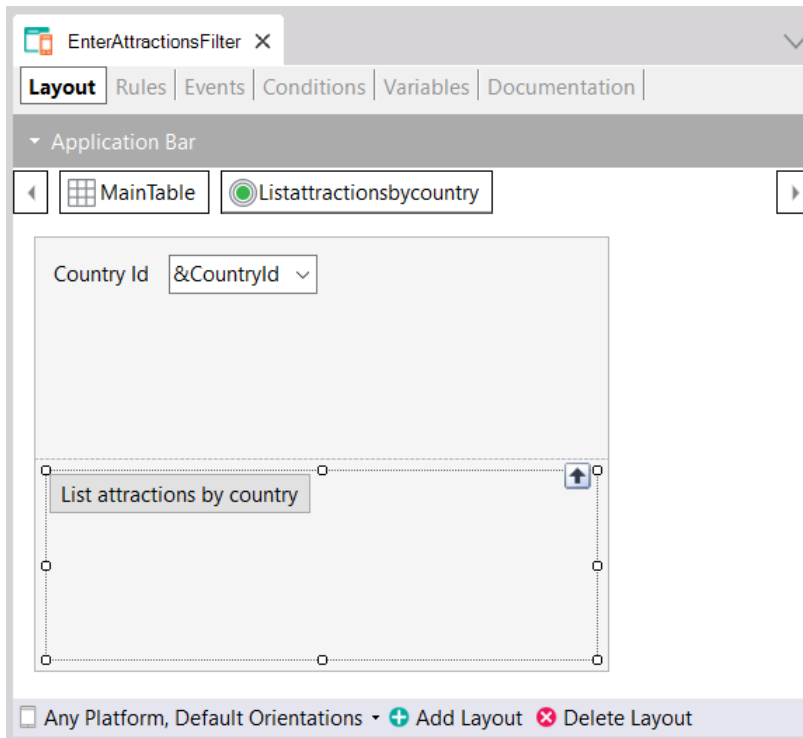 EnterAttractionsFilter
Layout Rules Events Conditions Variables Documentation
Application Bar
MainTable Listattractionsbycountry
Country Id &CountryId
List attractions by country
Any Platform, Default Orientations Add Layout Delete Layout